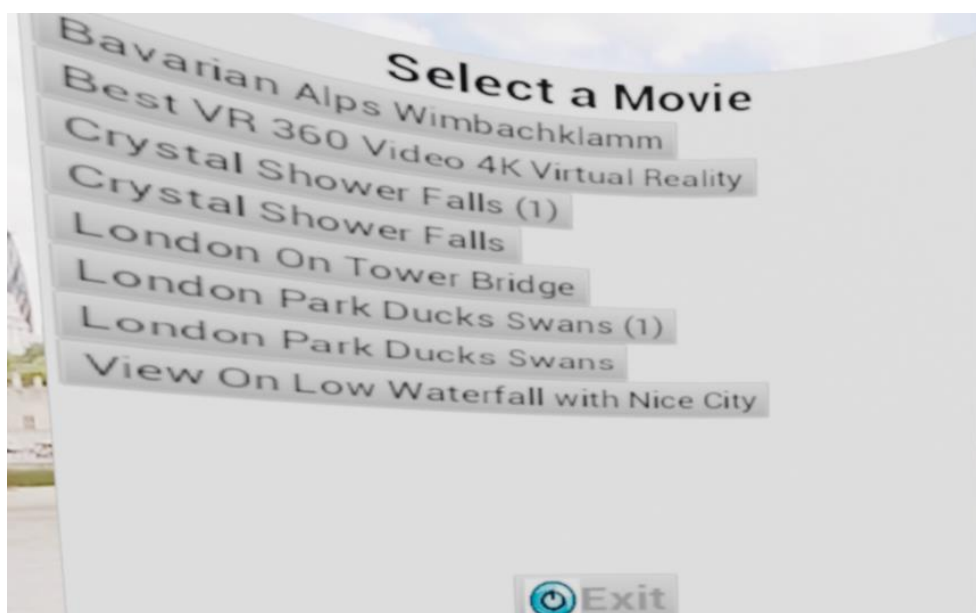 Select a Movie
Bavarian Alps Wimbachklamm
Best VR 360 Video 4K Virtual Reality
Crystal Shower Falls (1)
Crystal Shower Falls
London On Tower Bridge
London Park Ducks Swans (1)
London Park Ducks Swans
View On Low Waterfall with Nice City
Exit